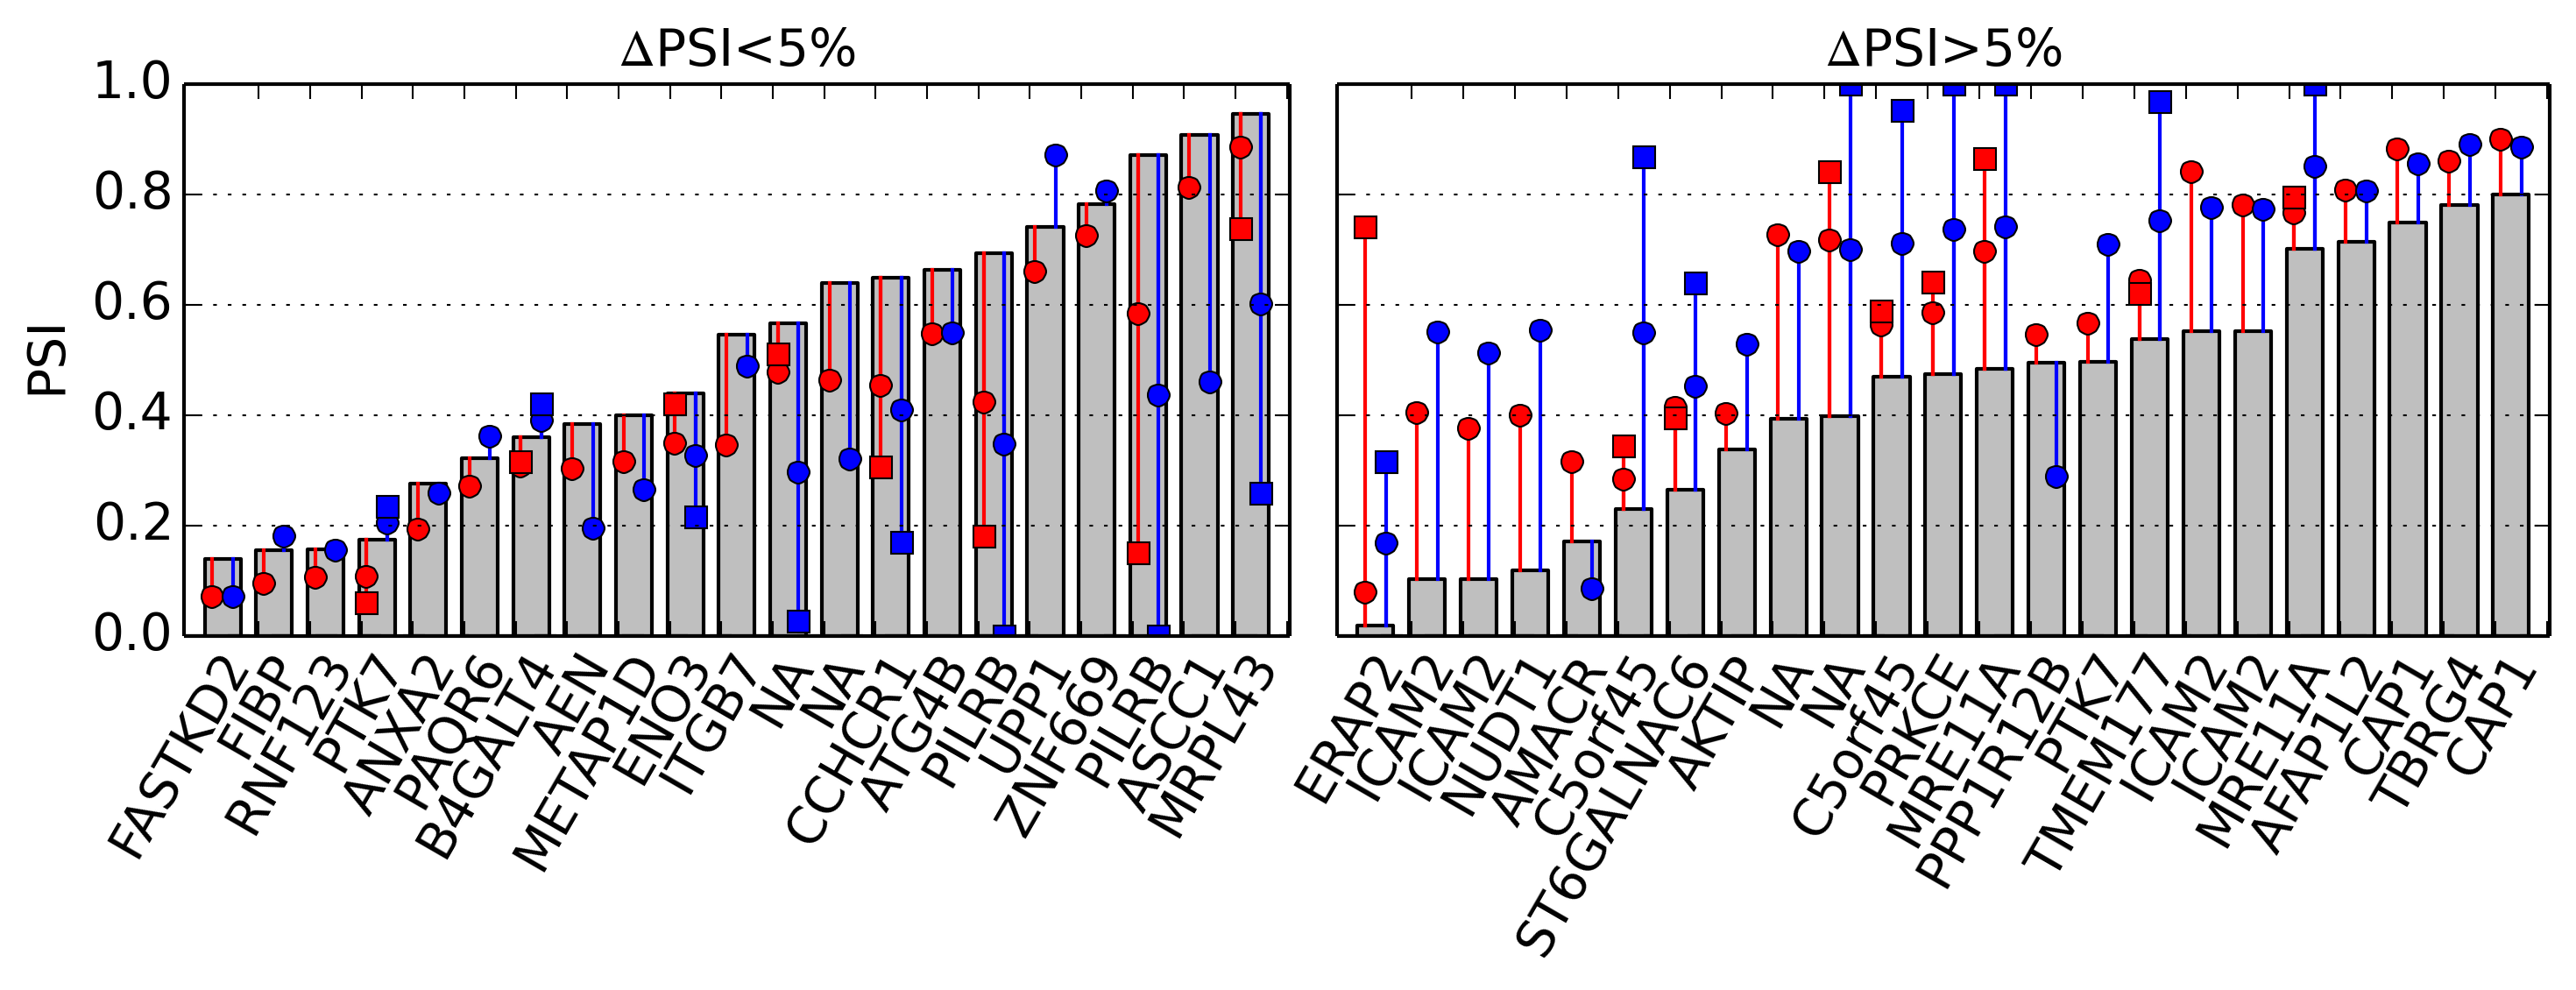 ΔPSI<5%
ΔPSI>5%
PSI
1.0
0.8
0.6
0.4
0.2
0.0
FASTKD2
FIBP
RNF123
PTK7
ANXA2
PAQR6
B4GALT4
AEN
METAP1D
ENO3
ITGB7
NA
NA
CCHCR1
ATG4B
PILRB
UPP1
ZNF669
PILRB
ASCC1
MRPL43
ERAP2
ICAM2
ICAM2
NUDT1
AMACR
C5orf45
ST6GALNAC6
AKTIP
NA
NA
C5orf45
PRKCE
MRE11A
PPP1R12B
PTK7
TMEM177
ICAM2
ICAM2
MRE11A
AFAP1L2
CAP1
TBRG4
CAP1